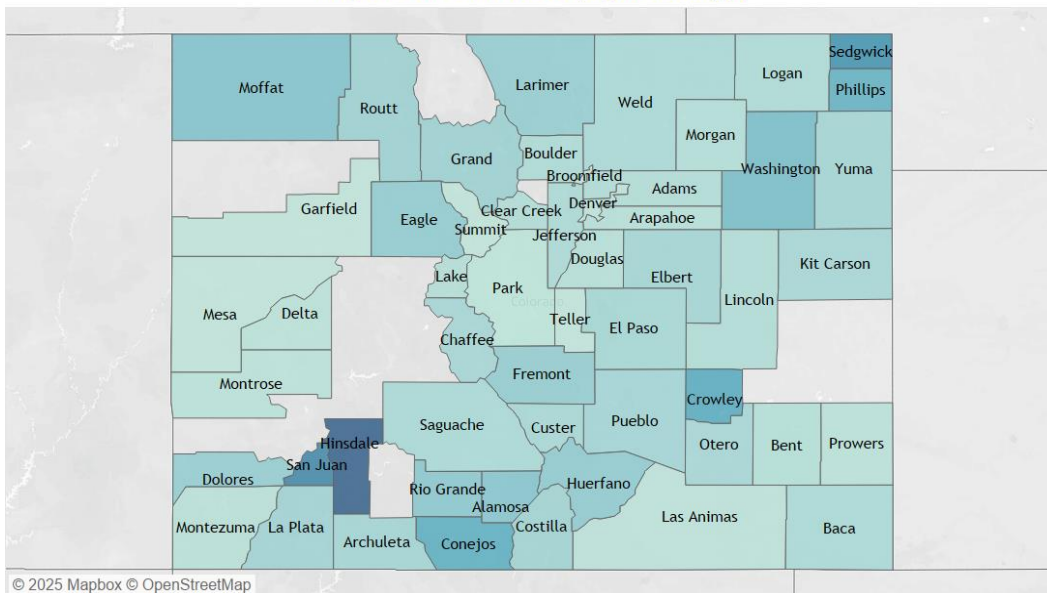 Sedgwick
Moffat
Larimer
Logan
Phillips
Routt
Weld
Morgan
Grand
Boulder
Washington
Yuma
Broomfield
Adams
Garfield
Eagle
Clear Creek
Denver
Arapahoe
Summit
Jefferson
Douglas
Kit Carson
Lake
Park
Elbert
Lincoln
Colorado
Mesa
Delta
Teller
El Paso
Chaffee
Montrose
Fremont
Crowley
Saguache
Custer
Pueblo
Otero
Bent
Prowers
Hinsdale
San Juan
Dolores
Rio Grande
Huerfano
Alamosa
Montezuma
La Plata
Costilla
Las Animas
Baca
Archuleta
Conejos
© 2025 Mapbox © OpenStreetMap